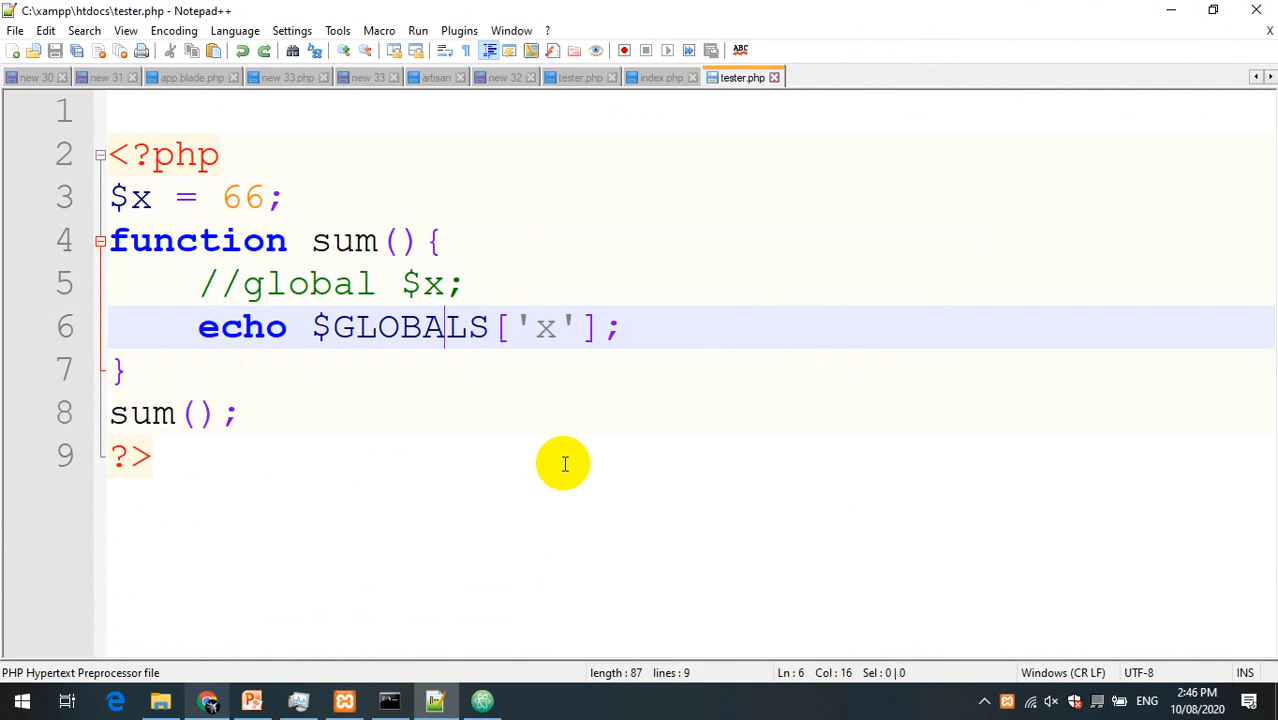 C:\xampp\htdocs\tester.php - Notepad++
File Edit Search View Encoding Language Settings Tools Macro Run Plugins Window ? X
ABC
new 30 new 31 app.blade.php new 33.php new 33 artisan new 32 tester.php index.php tester.php
1
2 <?php
3 $x = 66;
4 function sum(){
5 //global $x;
6 echo $GLOBALS['x'];
7 }
8 sum();
9 ?>
PHP Hypertext Preprocessor file length : 87 lines : 9 Ln : 6 Col : 16 Sel : 0 | 0 Windows (CR LF) UTF-8 INS
ENG 2:46 PM
10/08/2020